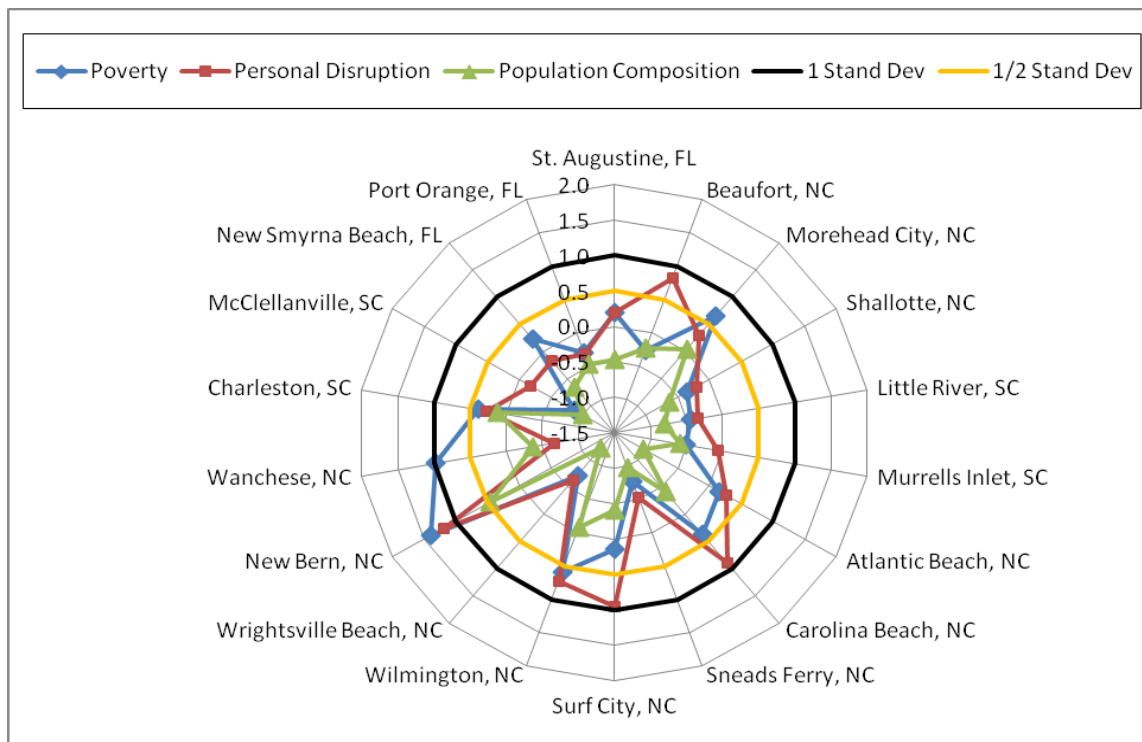 Poverty Personal Disruption Population Composition 1 Stand Dev 1/2 Stand Dev
St. Augustine, FL
Port Orange, FL
Beaufort, NC
New Smyrna Beach, FL
Morehead City, NC
McClellanville, SC
Shallotte, NC
Charleston, SC
Little River, SC
Wanchese, NC
Murrells Inlet, SC
New Bern, NC
Atlantic Beach, NC
Wrightsville Beach, NC
Carolina Beach, NC
Wilmington, NC
Sneads Ferry, NC
Surf City, NC
2.0
1.5
1.0
0.5
0.0
-0.5
-1.0
-1.5